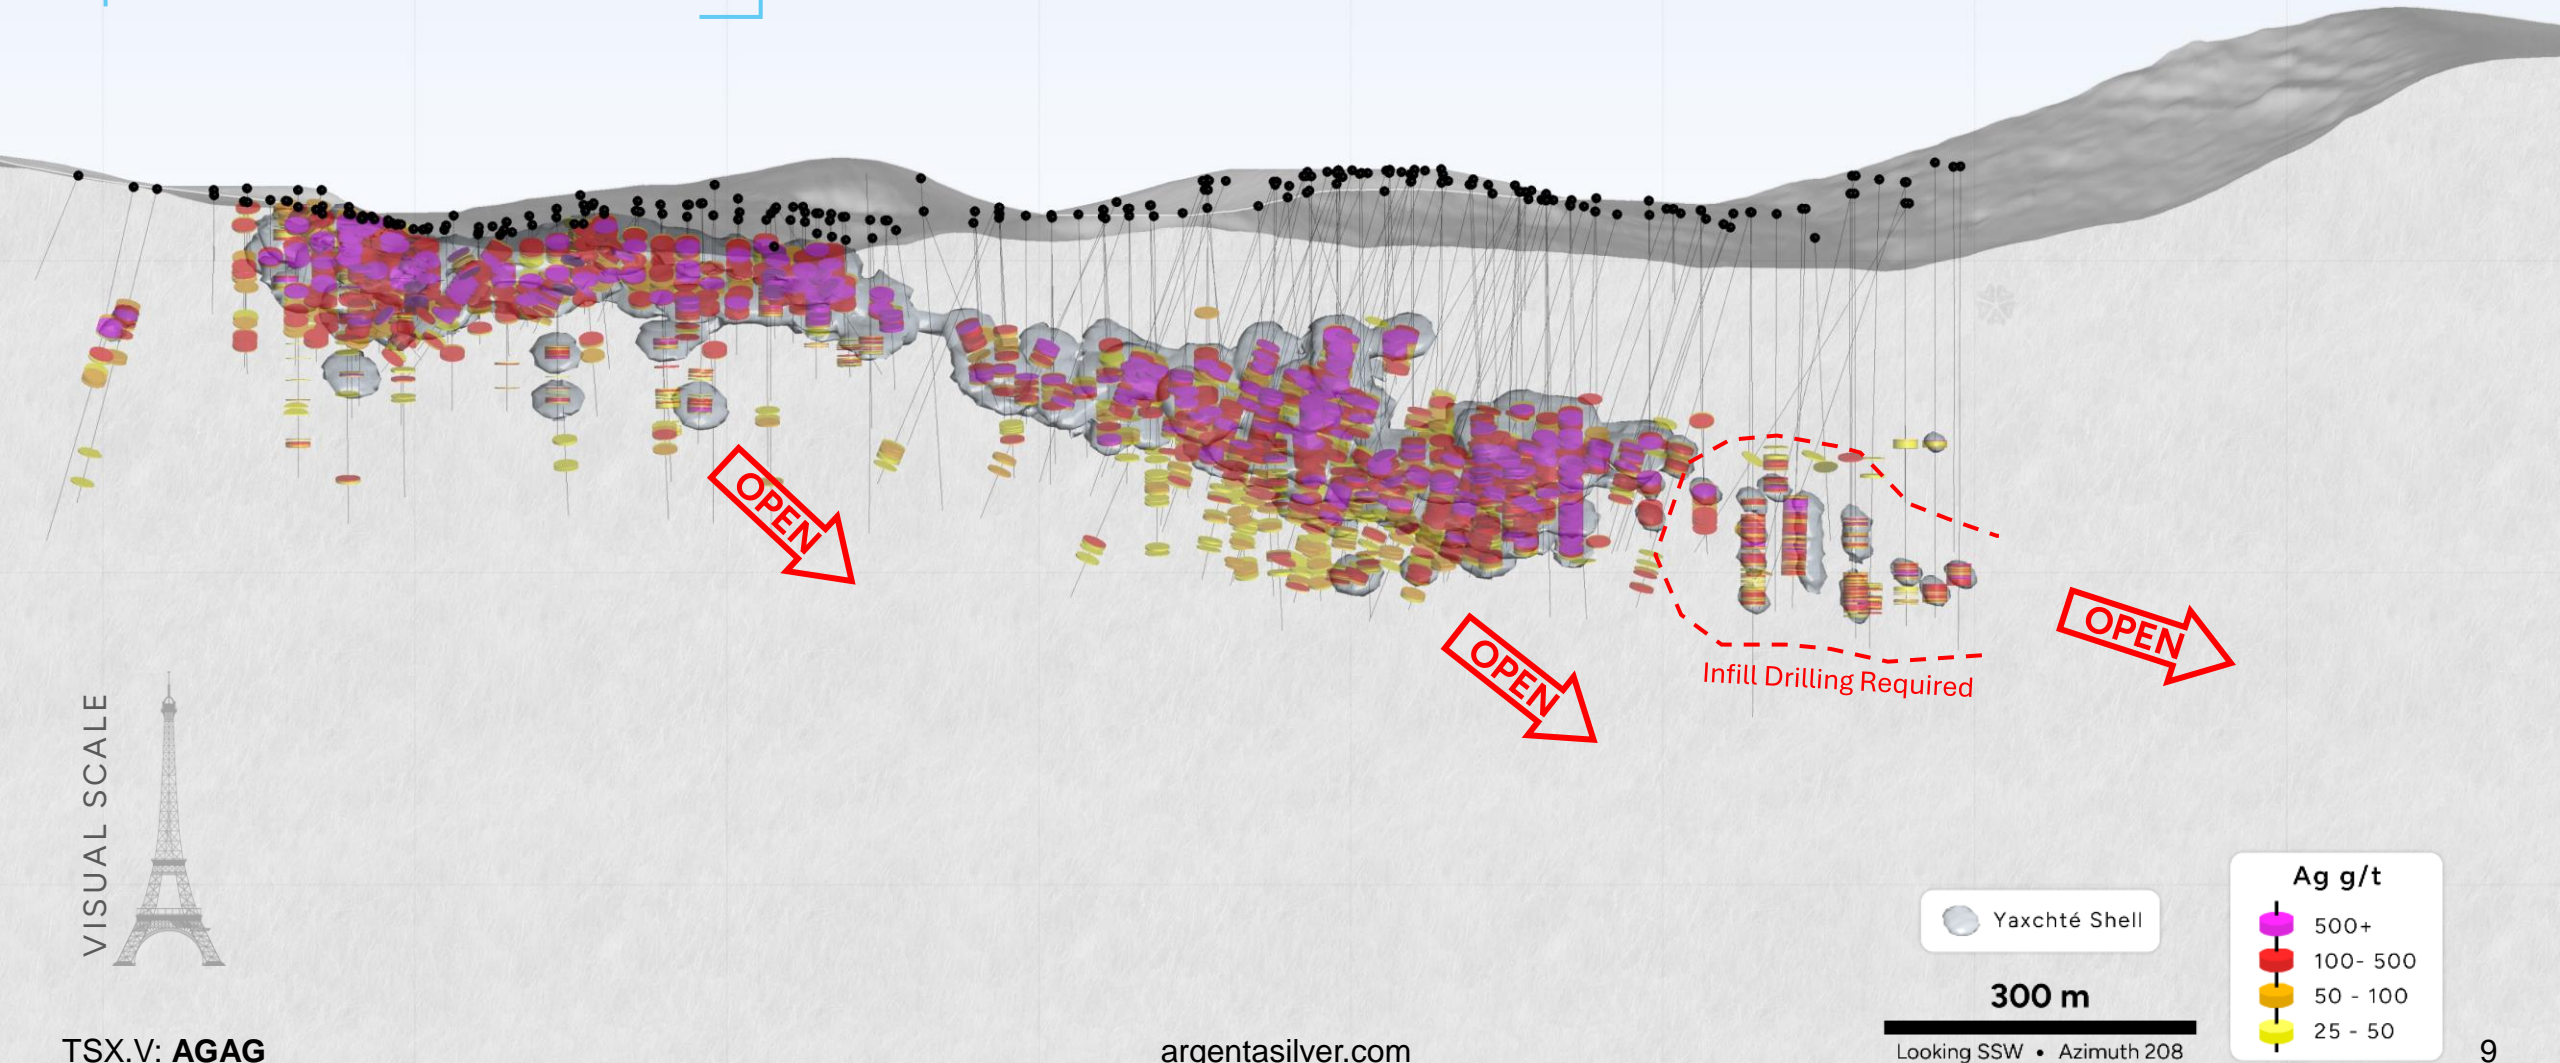 OPEN
OPEN
OPEN
Infill Drilling Required
VISUAL SCALE
Yaxchté Shell
300 m
Looking SSW • Azimuth 208
Ag g/t
500+
100- 500
50 - 100
25 - 50
TSX.V: AGAG
argentasilver.com
9